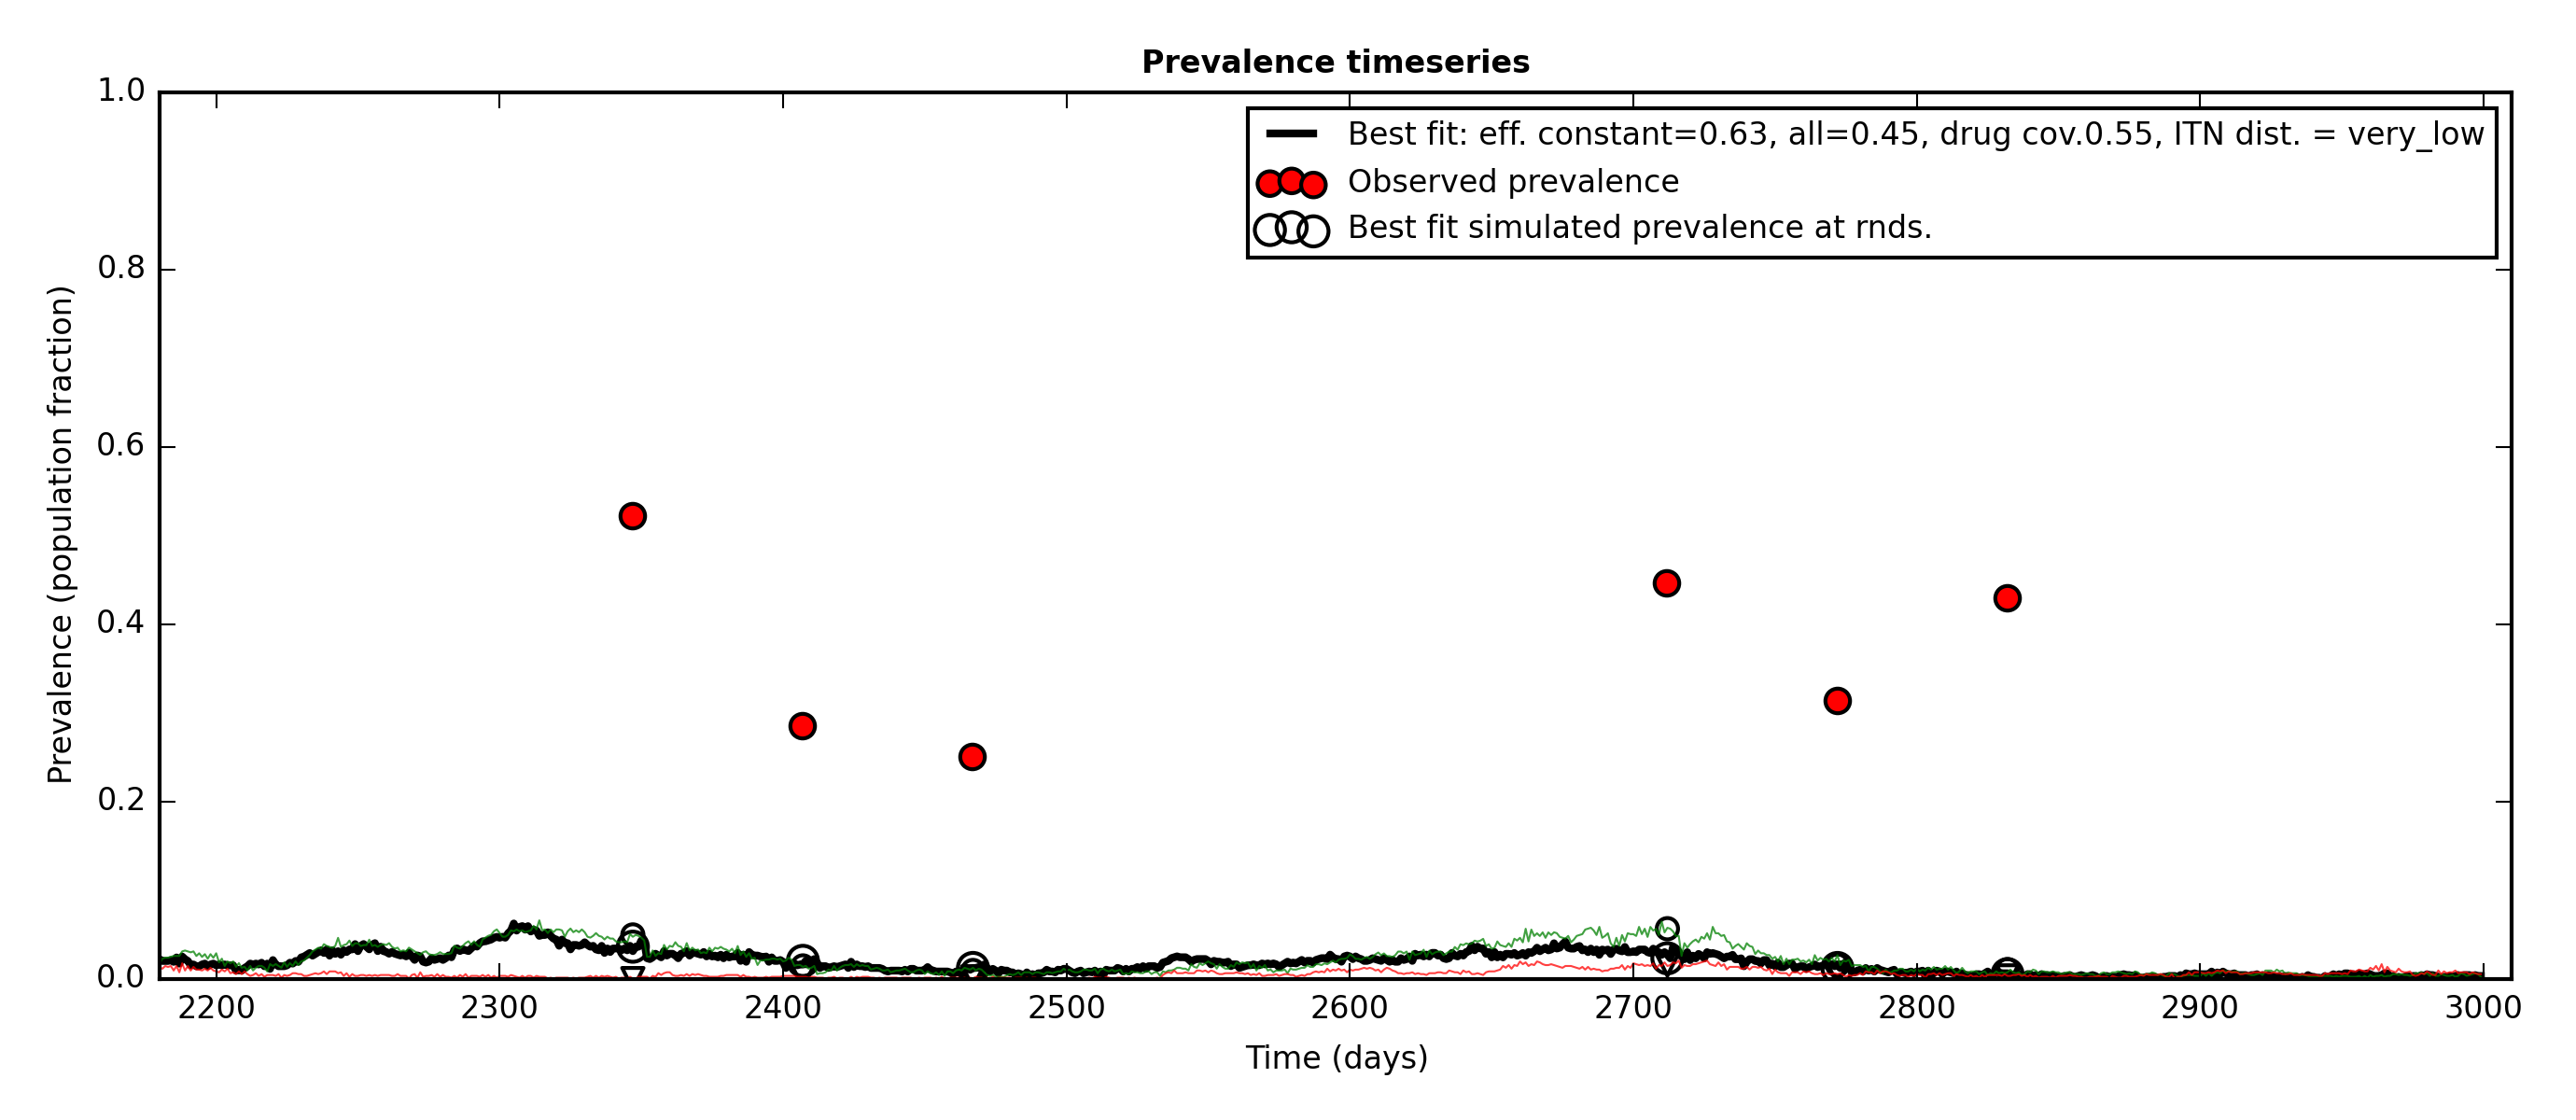 Prevalence timeseries
Best fit: eff. constant=0.63, all=0.45, drug cov.0.55, ITN dist. = very_low
Observed prevalence
Best fit simulated prevalence at rnds.
Prevalence (population fraction)
1.0
0.8
0.6
0.4
0.2
0.0
2200 2300 2400 2500 2600 2700 2800 2900 3000
Time (days)